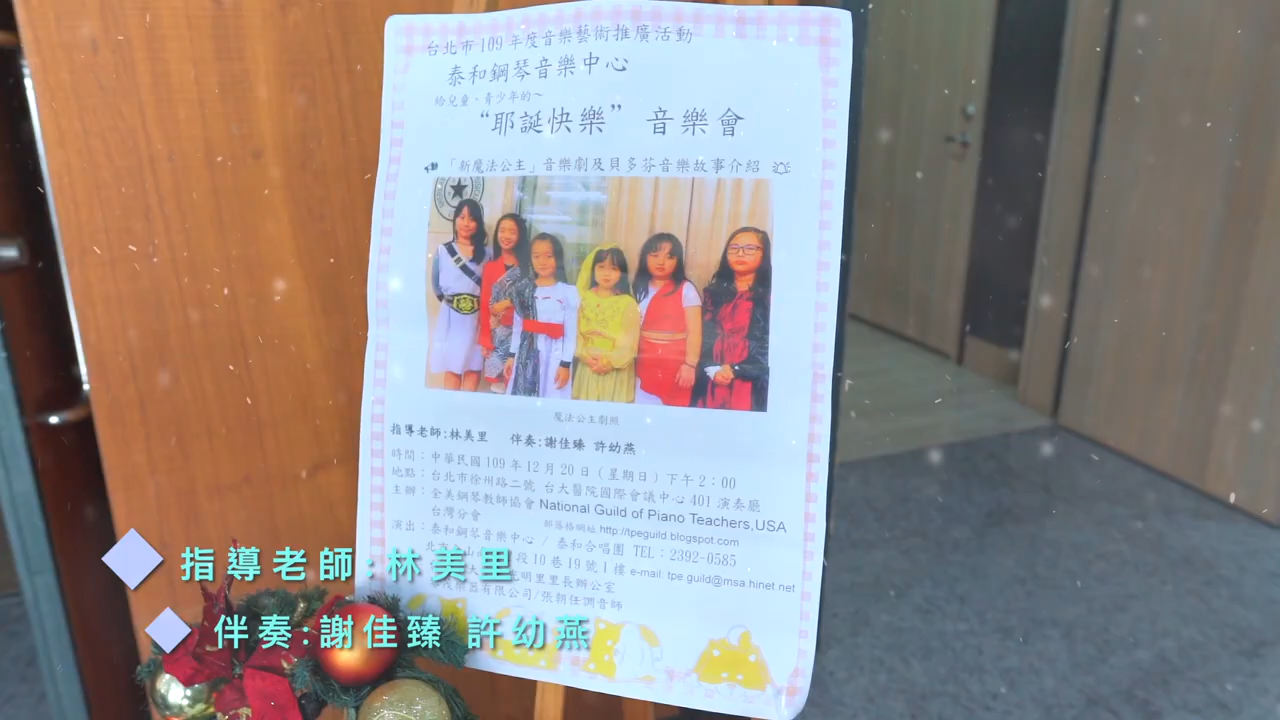 台北市109年度音樂藝術推廣活動
泰和鋼琴音樂中心
給兒童、青少年的~
“耶誕快樂” 音樂會
「新魔法公主」音樂劇及貝多芬音樂故事介紹
魔法公主劇照
指導老師:林美里 伴奏:謝佳臻 許幼燕
時間:中華民國109年12月20日(星期日)下午2:00
地點:台北市徐州路二號 台大醫院國際會議中心401演奏廳
主辦:全美鋼琴教師協會 National Guild of Piano Teachers,USA
台灣分會 部落格網址 http://tpeguild.blogspot.com
演出:泰和鋼琴音樂中心 / 泰和合唱團 TEL:2392-0585
段10巷19號1樓 e-mail: tpe.guild@msa.hinet.net
光明里里長辦公室
樂器有限公司/張朝任調音師
指導老師:林美里
伴奏:謝佳臻 許幼燕